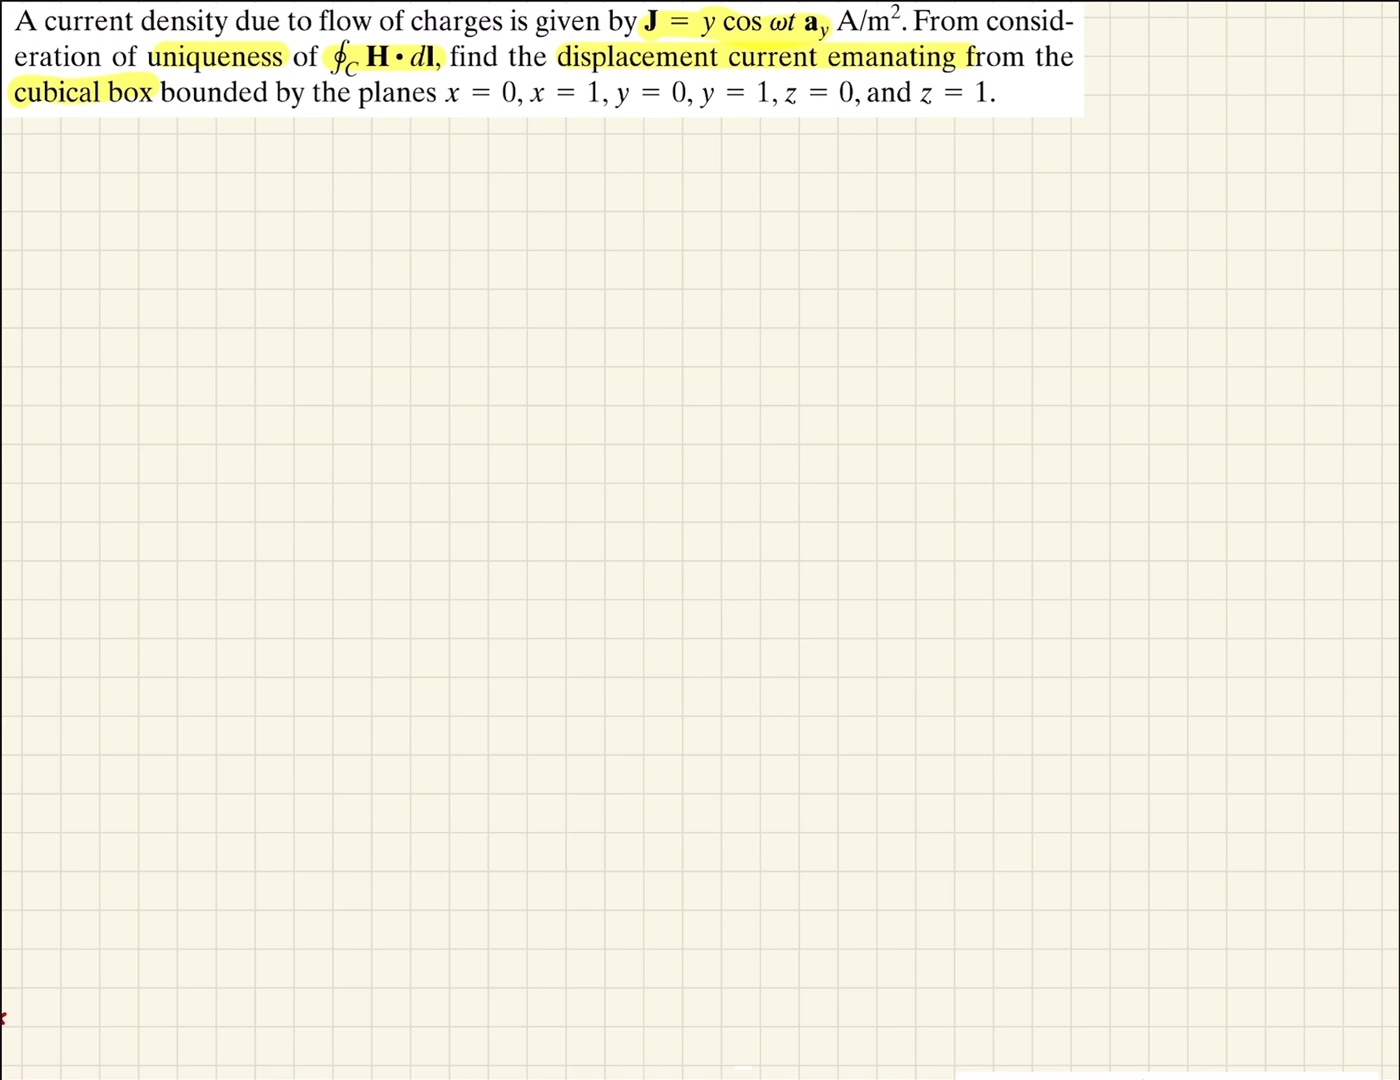 A current density due to flow of charges is given by J = y cos ωt a_y A/m². From consid-
eration of uniqueness of ∮_C H • dl, find the displacement current emanating from the
cubical box bounded by the planes x = 0, x = 1, y = 0, y = 1, z = 0, and z = 1.